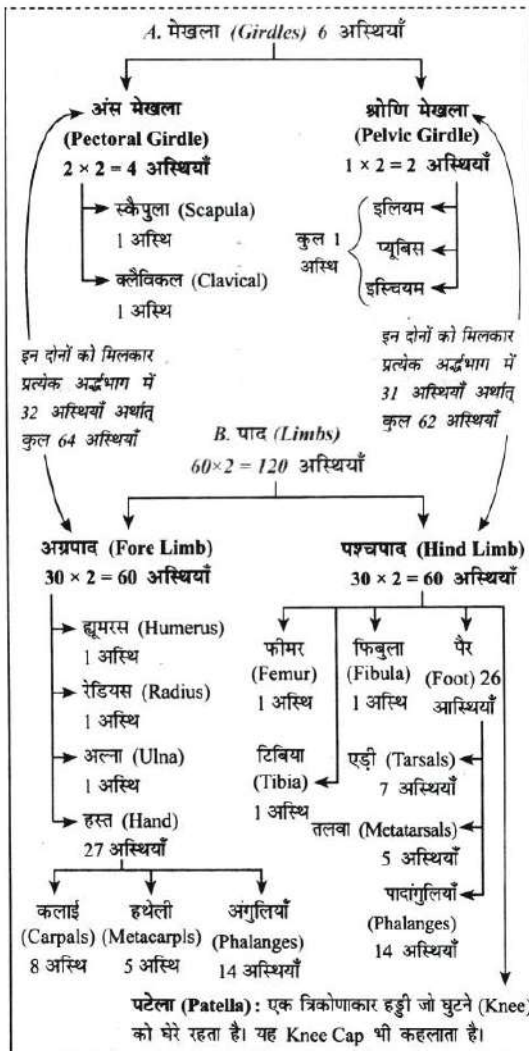 A. मेखला (Girdles) 6 अस्थियाँ
अंस मेखला
(Pectoral Girdle)
2 × 2 = 4 अस्थियाँ
स्कैपुला (Scapula)
1 अस्थि
क्लैविकल (Clavical)
1 अस्थि
श्रोणि मेखला
(Pelvic Girdle)
1 × 2 = 2 अस्थियाँ
कुल 1
अस्थि
इलियम
प्यूबिस
इस्चियम
इन दोनों को मिलकार
प्रत्येक अर्द्धभाग में
32 अस्थियाँ अर्थात्
कुल 64 अस्थियाँ
इन दोनों को मिलकार
प्रत्येक अर्द्धभाग में
31 अस्थियाँ अर्थात्
कुल 62 अस्थियाँ
B. पाद (Limbs)
60×2 = 120 अस्थियाँ
अग्रपाद (Fore Limb)
30 × 2 = 60 अस्थियाँ
ह्यूमरस (Humerus)
1 अस्थि
रेडियस (Radius)
1 अस्थि
अल्ना (Ulna)
1 अस्थि
हस्त (Hand)
27 अस्थियाँ
कलाई
(Carpals)
8 अस्थि
हथेली
(Metacarpls)
5 अस्थि
अंगुलियाँ
(Phalanges)
14 अस्थियाँ
पश्चपाद (Hind Limb)
30 × 2 = 60 अस्थियाँ
फीमर
(Femur)
1 अस्थि
टिबिया
(Tibia)
1 अस्थि
फिबुला
(Fibula)
1 अस्थि
पैर
(Foot) 26
आस्थियाँ
एड़ी (Tarsals)
7 अस्थियाँ
तलवा (Metatarsals)
5 अस्थियाँ
पादांगुलियाँ
(Phalanges)
14 अस्थियाँ
पटेला (Patella) : एक त्रिकोणाकार हड्डी जो घुटने (Knee)
को घेरे रहता है। यह Knee Cap भी कहलाता है।